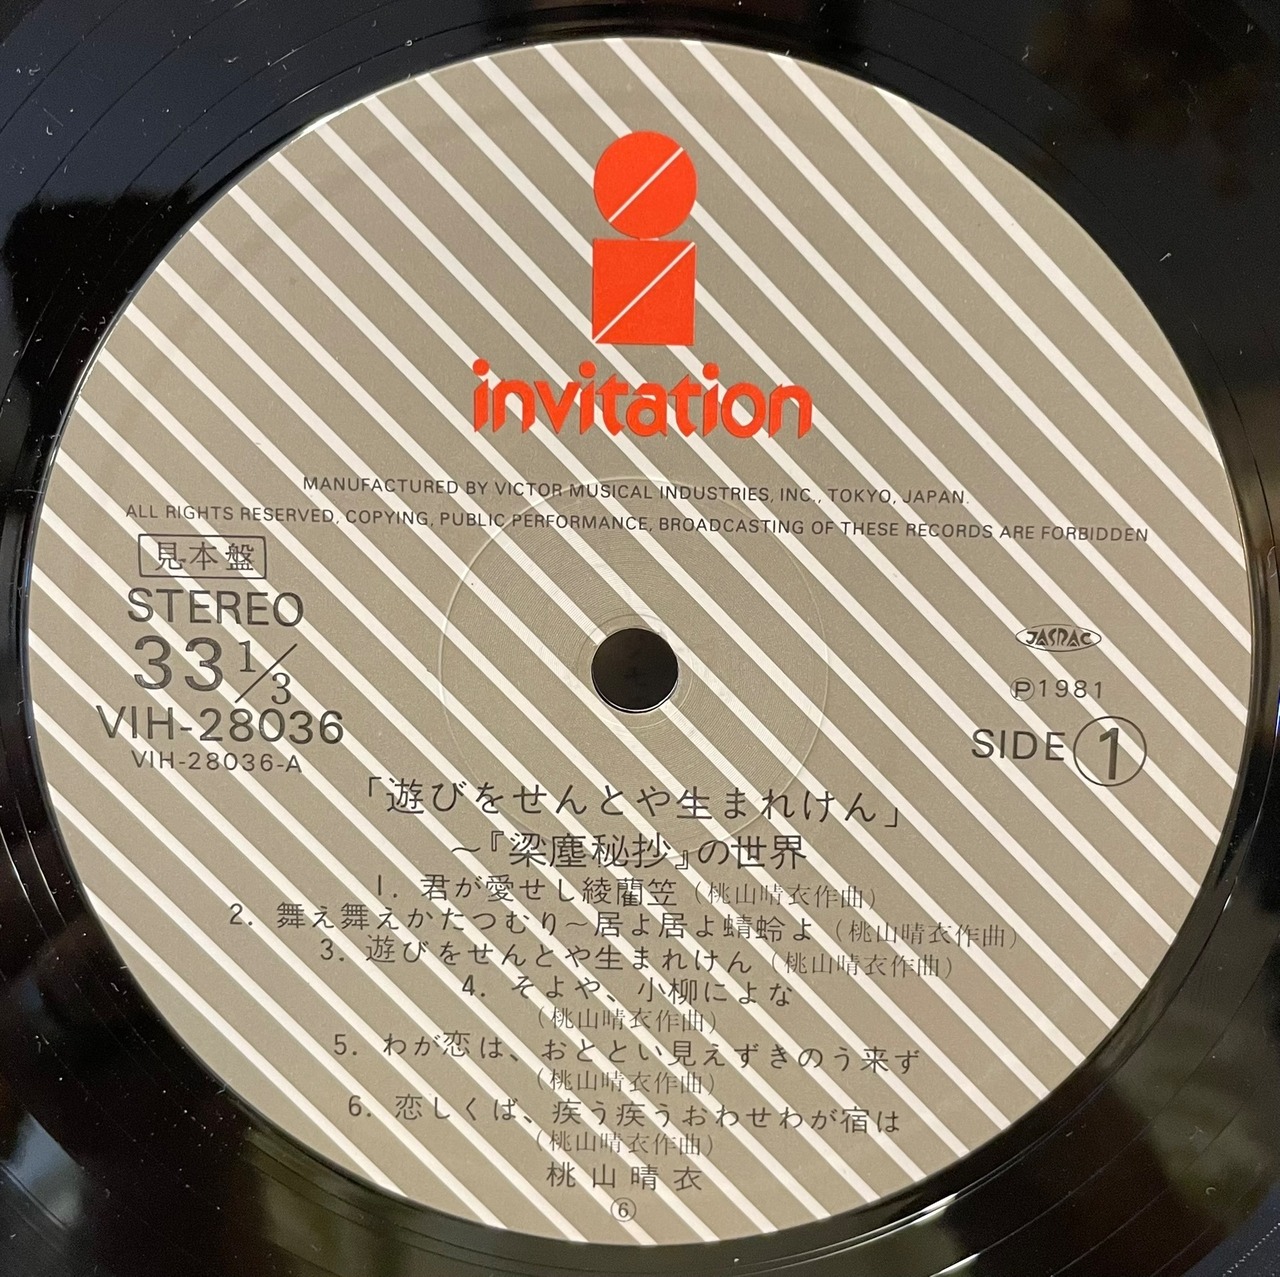 invitation
MANUFACTURED BY VICTOR MUSICAL INDUSTRIES, INC., TOKYO, JAPAN.
ALL RIGHTS RESERVED, COPYING, PUBLIC PERFORMANCE, BROADCASTING OF THESE RECORDS ARE FORBIDDEN
見本盤
STEREO
33 1/3
VIH-28036
VIH-28036-A
JASRAC
Ⓟ1981
SIDE 1
「遊びをせんとや生まれけん」
〜『梁塵秘抄』の世界
1. 君が愛せし綾藺笠（桃山晴衣作曲）
2. 舞え舞えかたつむり〜居よ居よ蜻蛉よ（桃山晴衣作曲）
3. 遊びをせんとや生まれけん（桃山晴衣作曲）
4. そよや、小柳によな
（桃山晴衣作曲）
5. わが恋は、おととい見えずきのう来ず
（桃山晴衣作曲）
6. 恋しくば、疾う疾うおわせわが宿は
（桃山晴衣作曲）
桃山晴衣
⑥